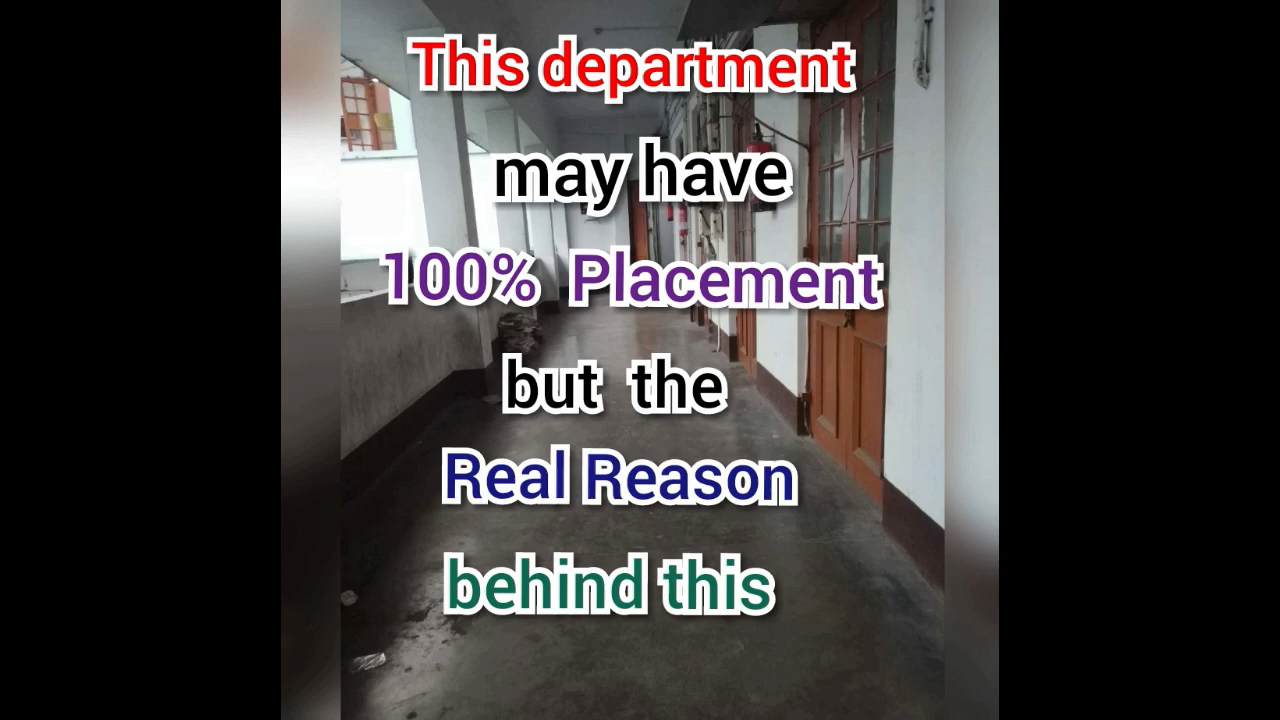 This department
may have
100% Placement
but the
Real Reason
behind this